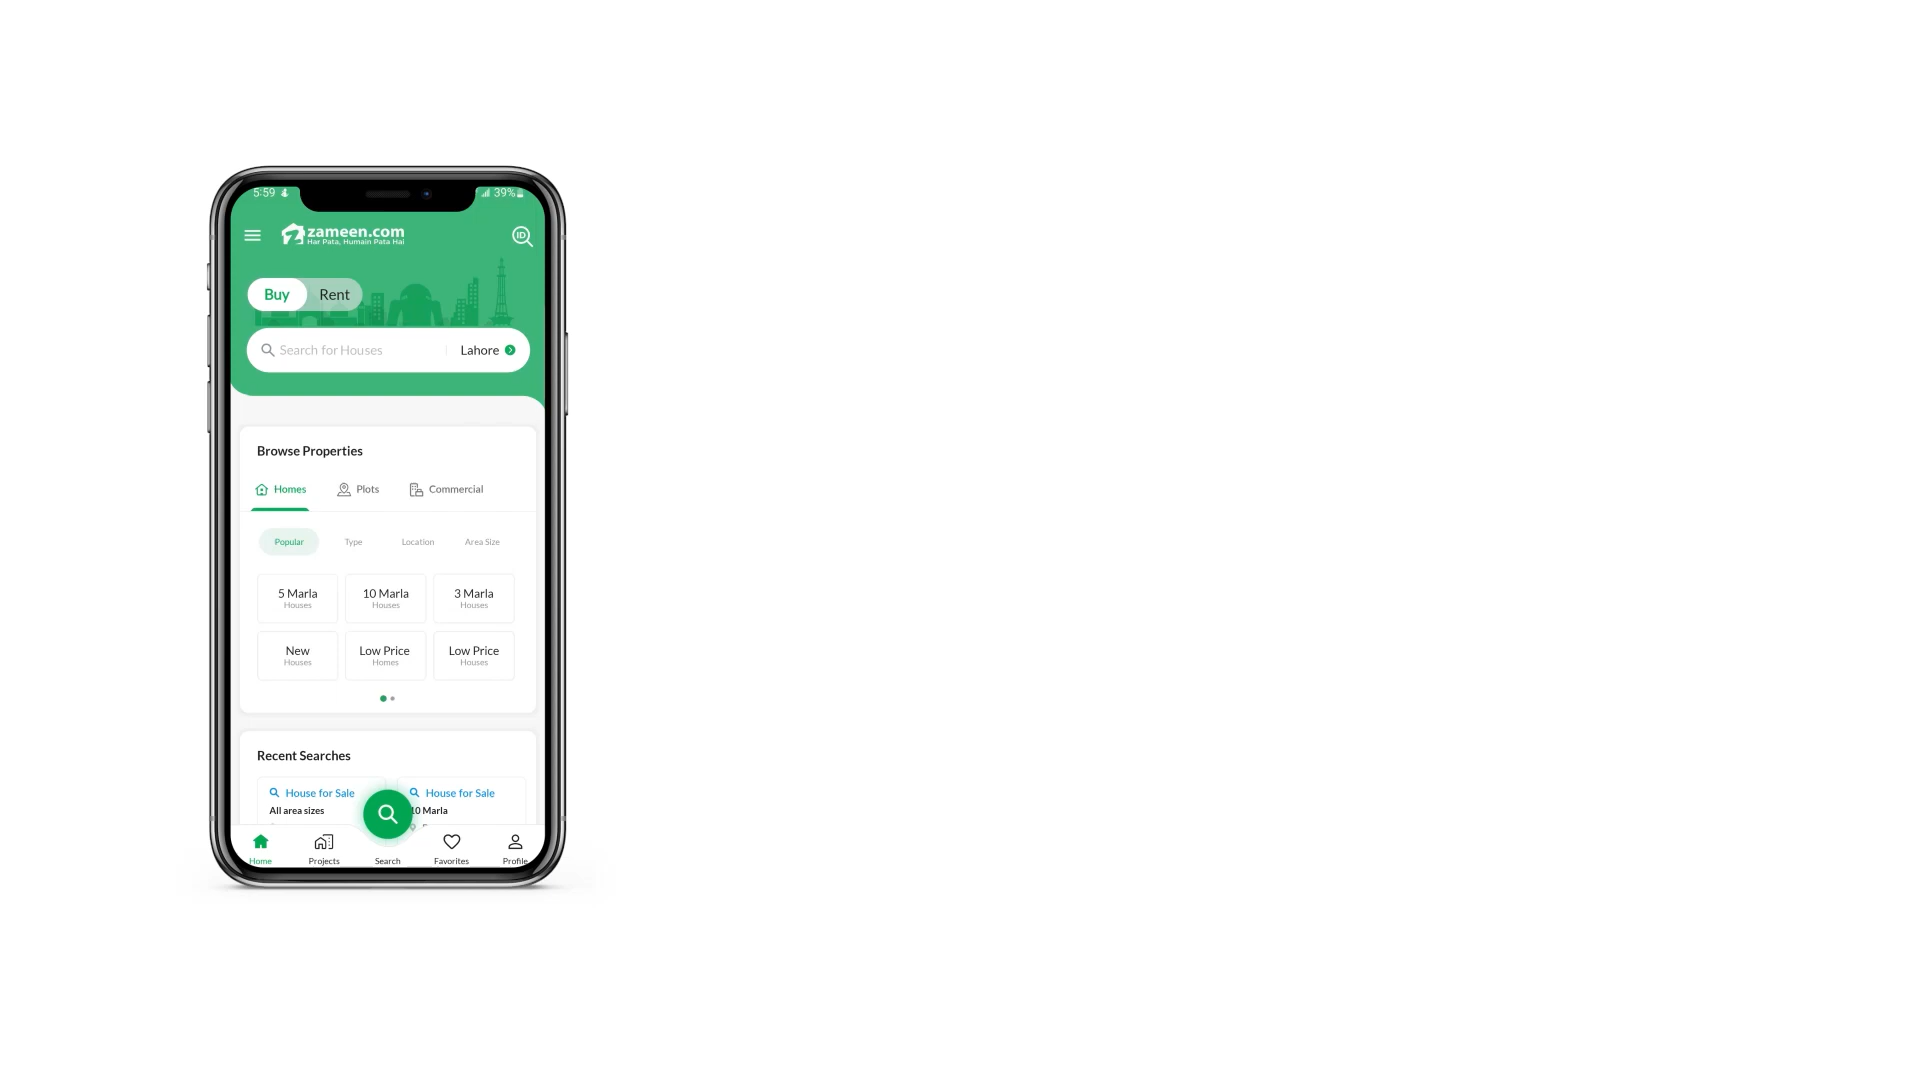 5:59
39%
zameen.com
Har Pata, Humain Pata Hai
ID
Buy
Rent
Search for Houses
Lahore
Browse Properties
Homes
Plots
Commercial
Popular
Type
Location
Area Size
5 Marla
Houses
10 Marla
Houses
3 Marla
Houses
New
Houses
Low Price
Homes
Low Price
Houses
Recent Searches
House for Sale
All area sizes
House for Sale
10 Marla
Home
Projects
Search
Favorites
Profile